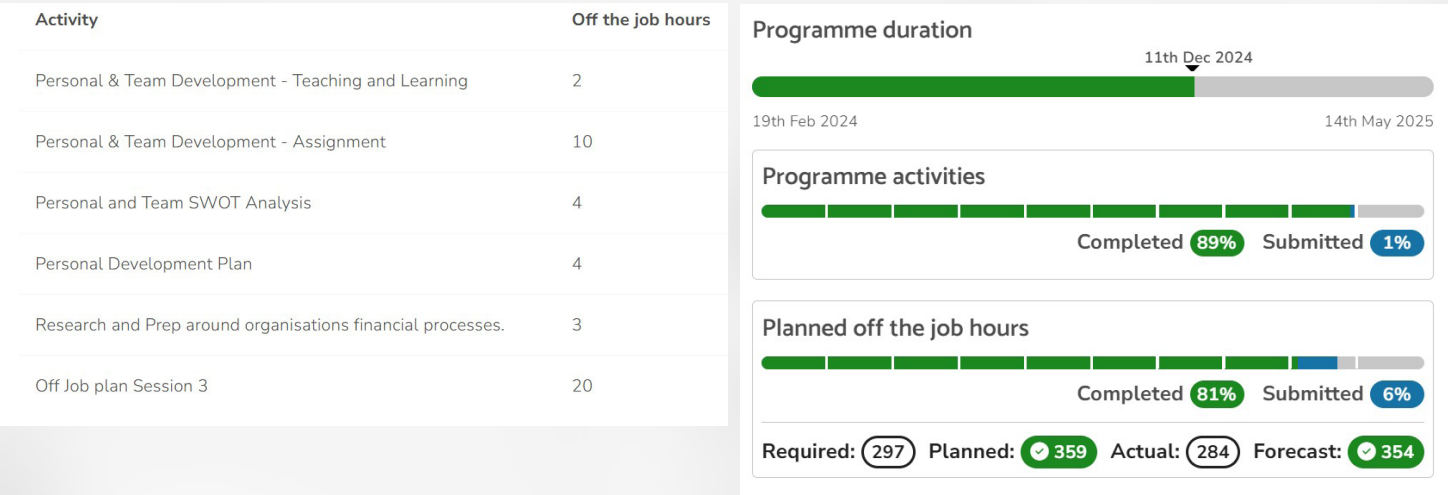 Activity Off the job hours
Personal & Team Development - Teaching and Learning 2
Personal & Team Development - Assignment 10
Personal and Team SWOT Analysis 4
Personal Development Plan 4
Research and Prep around organisations financial processes. 3
Off Job plan Session 3 20
Programme duration
11th Dec 2024
19th Feb 2024 14th May 2025
Programme activities
Completed 89% Submitted 1%
Planned off the job hours
Completed 81% Submitted 6%
Required: 297 Planned: 359 Actual: 284 Forecast: 354